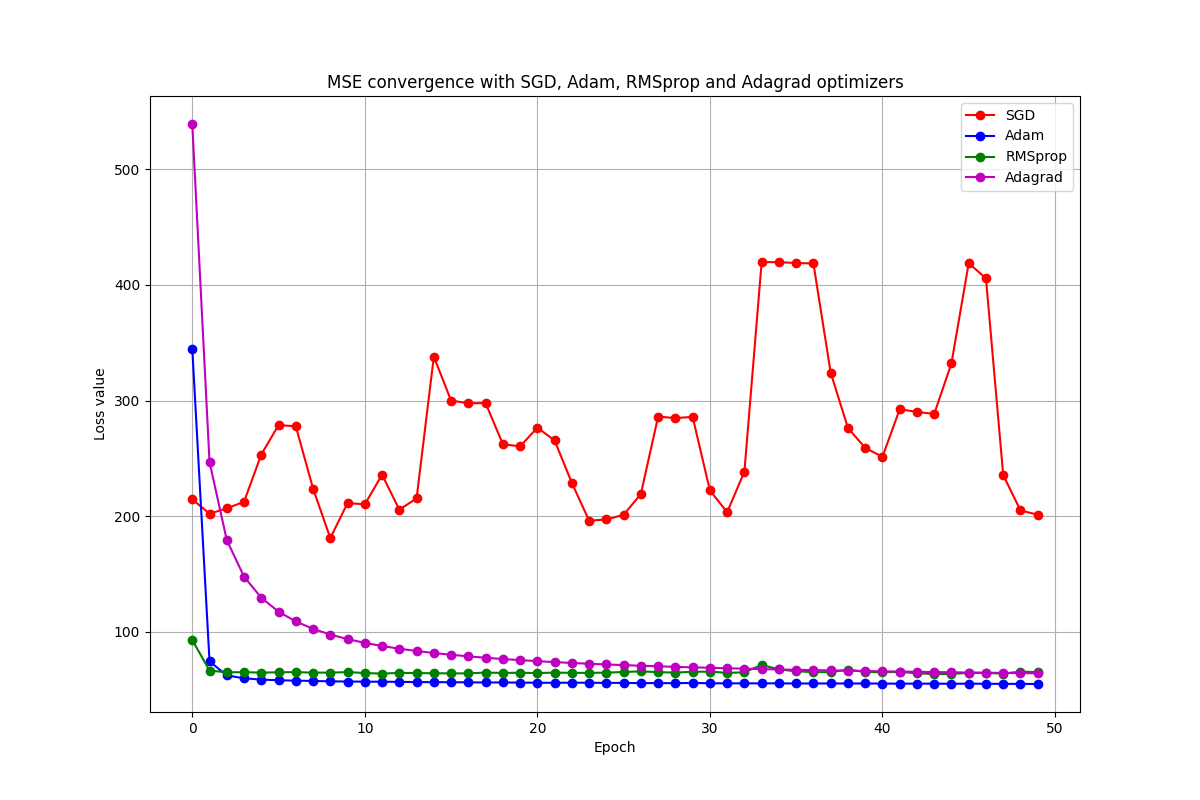 MSE convergence with SGD, Adam, RMSprop and Adagrad optimizers
SGD
Adam
RMSprop
Adagrad
500
400
300
200
100
Loss value
0
10
20
30
40
50
Epoch